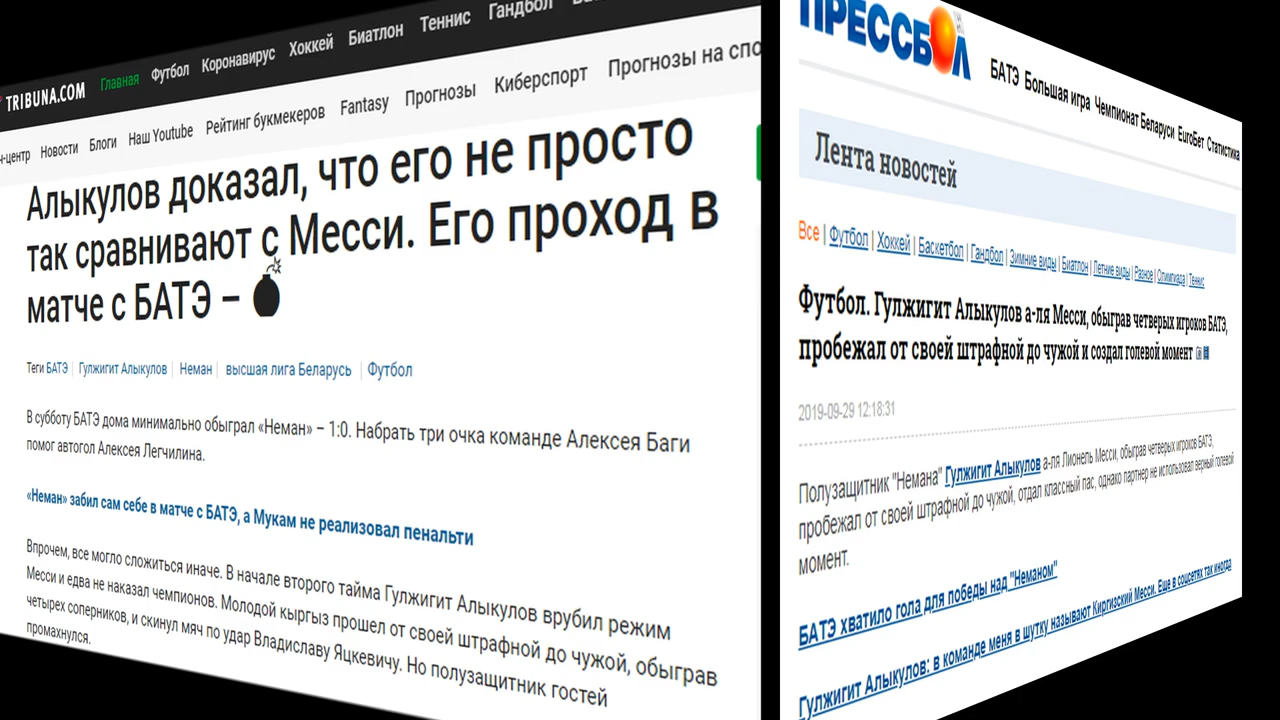 TRIBUNA.COM Главная Футбол Коронавирус Хоккей Биатлон Теннис Гандбол
Новости Блоги Наш Youtube Рейтинг букмекеров Fantasy Прогнозы Киберспорт Прогнозы на спо
Алыкулов доказал, что его не просто
так сравнивают с Месси. Его проход в
матче с БАТЭ – 💣
Теги БАТЭ | Гулжигит Алыкулов | Неман | высшая лига Беларусь | Футбол
В субботу БАТЭ дома минимально обыграл «Неман» – 1:0. Набрать три очка команде Алексея Баги
помог автогол Алексея Легчилина.
«Неман» забил сам себе в матче с БАТЭ, а Мукам не реализовал пенальти
Впрочем, все могло сложиться иначе. В начале второго тайма Гулжигит Алыкулов врубил режим
Месси и едва не наказал чемпионов. Молодой кыргыз прошел от своей штрафной до чужой, обыграв
четырех соперников, и скинул мяч по удар Владиславу Яцкевичу. Но полузащитник гостей
промахнулся.
ПРЕССБОЛ
БАТЭ Большая игра Чемпионат Беларуси EuroБет Статистика
Лента новостей
Все | Футбол | Хоккей | Баскетбол | Гандбол | Зимние виды | Биатлон | Летние виды | Разное | Олимпиада | Теннис
Футбол. Гулжигит Алыкулов а-ля Месси, обыграв четверых игроков БАТЭ,
пробежал от своей штрафной до чужой и создал голевой момент
2019-09-29 12:18:31
Полузащитник "Немана" Гулжигит Алыкулов а-ля Лионель Месси, обыграв четверых игроков БАТЭ,
пробежал от своей штрафной до чужой, отдал классный пас, однако партнер не использовал верный голевой
момент.
БАТЭ хватило гола для победы над "Неманом"
Гулжигит Алыкулов: в команде меня в шутку называют Киргизский Месси. Еще в соцсетях так иногда